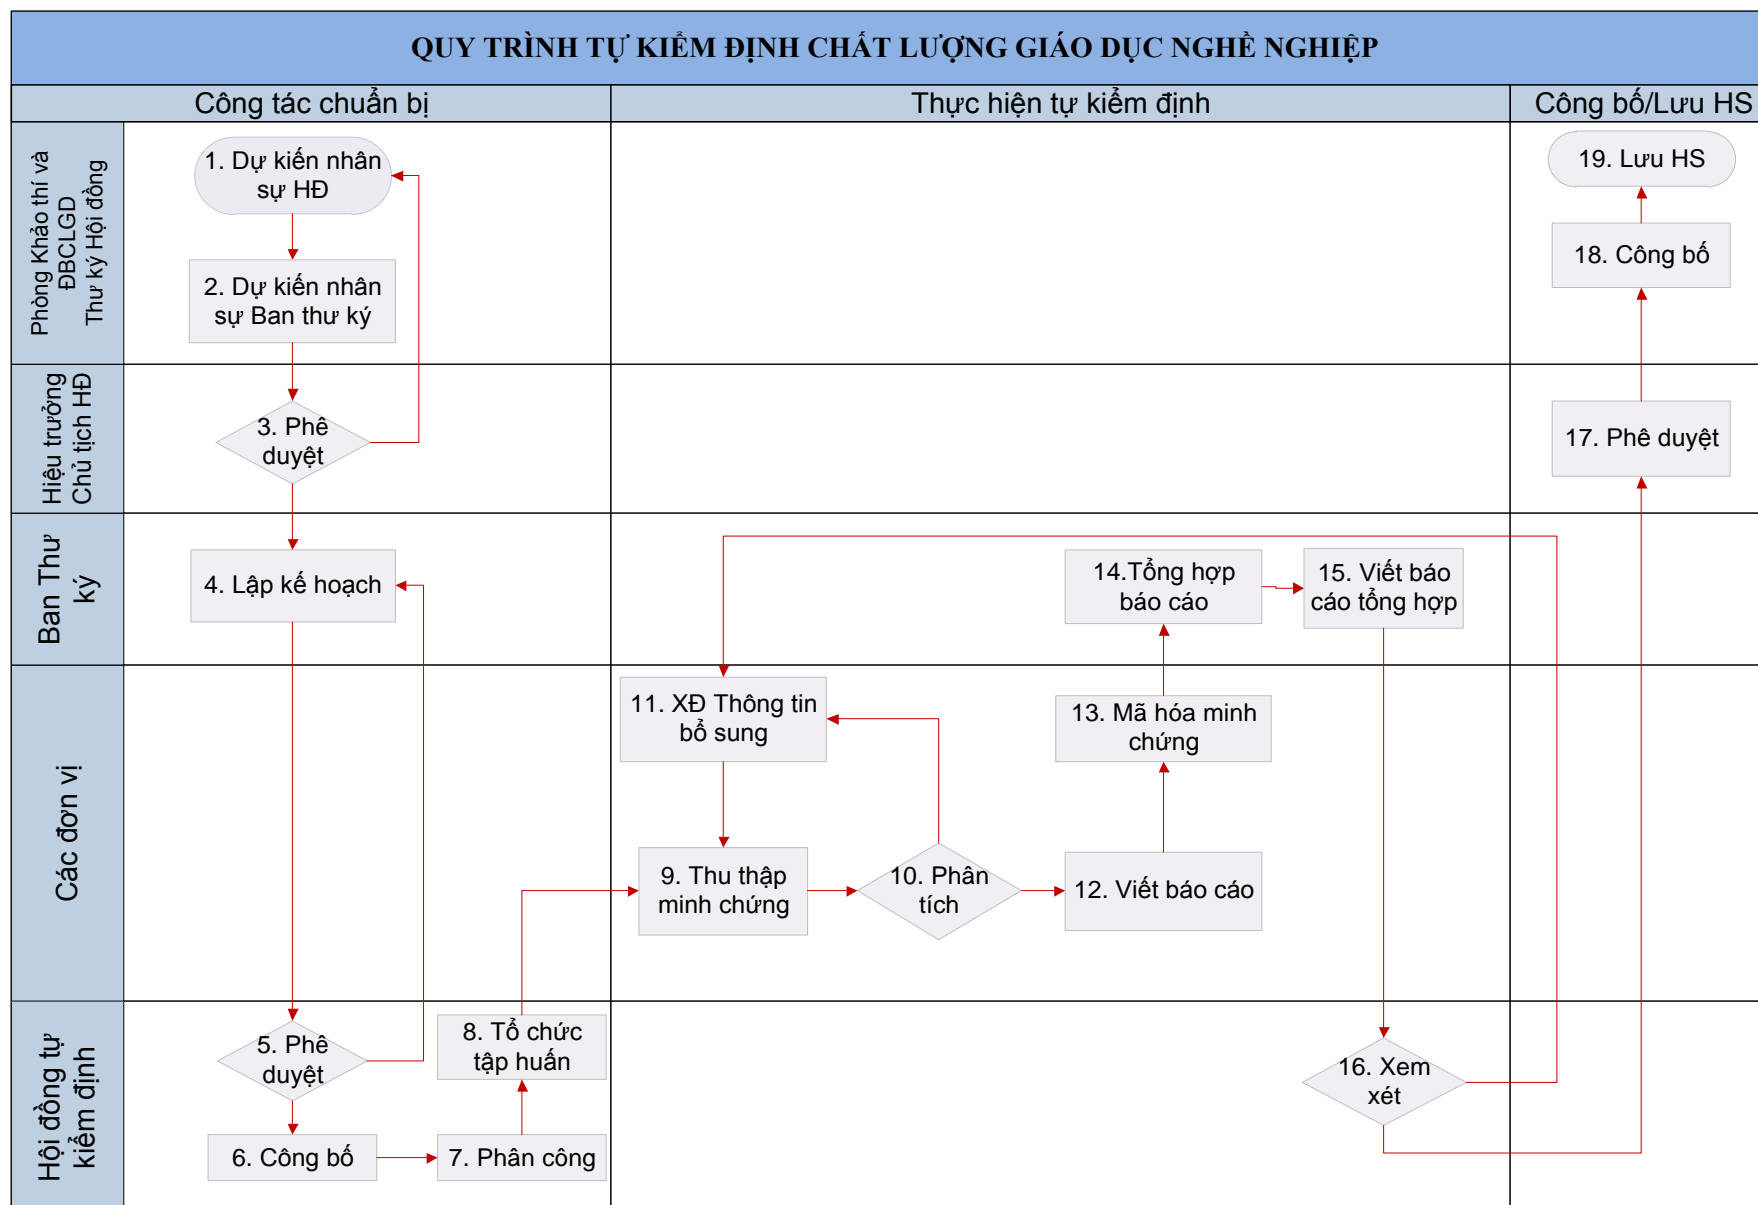 QUY TRÌNH TỰ KIỂM ĐỊNH CHẤT LƯỢNG GIÁO DỤC NGHỀ NGHIỆP
Công tác chuẩn bị
Thực hiện tự kiểm định
Công bố/Lưu HS
Phòng Khảo thí và
ĐBCLGD
Thư ký Hội đồng
1. Dự kiến nhân
sự HĐ
2. Dự kiến nhân
sự Ban thư ký
19. Lưu HS
18. Công bố
Hiệu trưởng
Chủ tịch HĐ
3. Phê
duyệt
17. Phê duyệt
Ban Thư
ký
4. Lập kế hoạch
14.Tổng hợp
báo cáo
15. Viết báo
cáo tổng hợp
Các đơn vị
11. XĐ Thông tin
bổ sung
13. Mã hóa minh
chứng
9. Thu thập
minh chứng
10. Phân
tích
12. Viết báo cáo
Hội đồng tự
kiểm định
5. Phê
duyệt
8. Tổ chức
tập huấn
6. Công bố
7. Phân công
16. Xem
xét